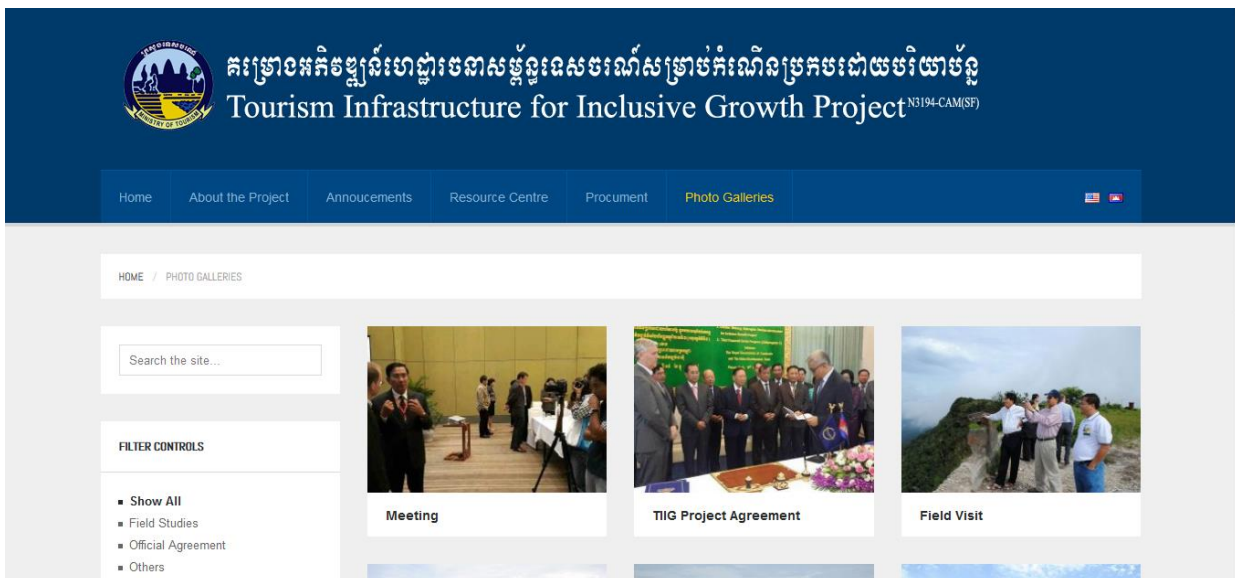 គម្រោងអភិវឌ្ឍន៍ហេដ្ឋារចនាសម្ព័ន្ធទេសចរណ៍សម្រាប់កំណើនប្រកបដោយបរិយាប័ន្ន
Tourism Infrastructure for Inclusive Growth Project N3194-CAM(SF)
MINISTRY OF TOURISM
Home About the Project Annoucements Resource Centre Procument Photo Galleries
HOME / PHOTO GALLERIES
Search the site...
FILTER CONTROLS
Show All
Field Studies
Official Agreement
Others
Meeting
TIIG Project Agreement
Field Visit